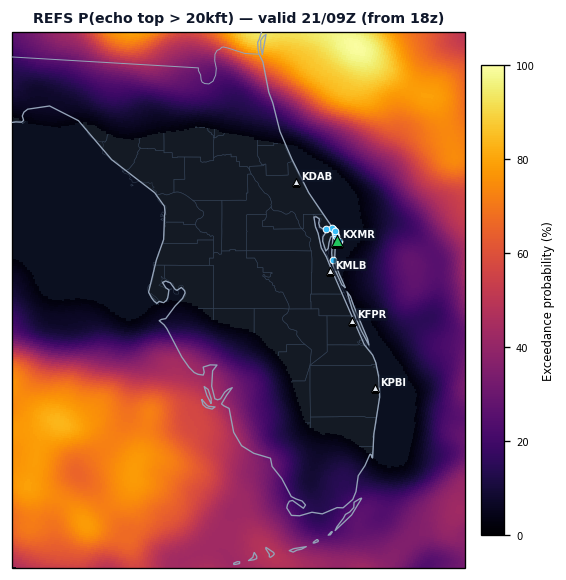 REFS P(echo top > 20kft) — valid 21/09Z (from 18z)
100
KDAB
80
KXMR
KMLB
60
KFPR
40
KPBI
20
0
Exceedance probability (%)